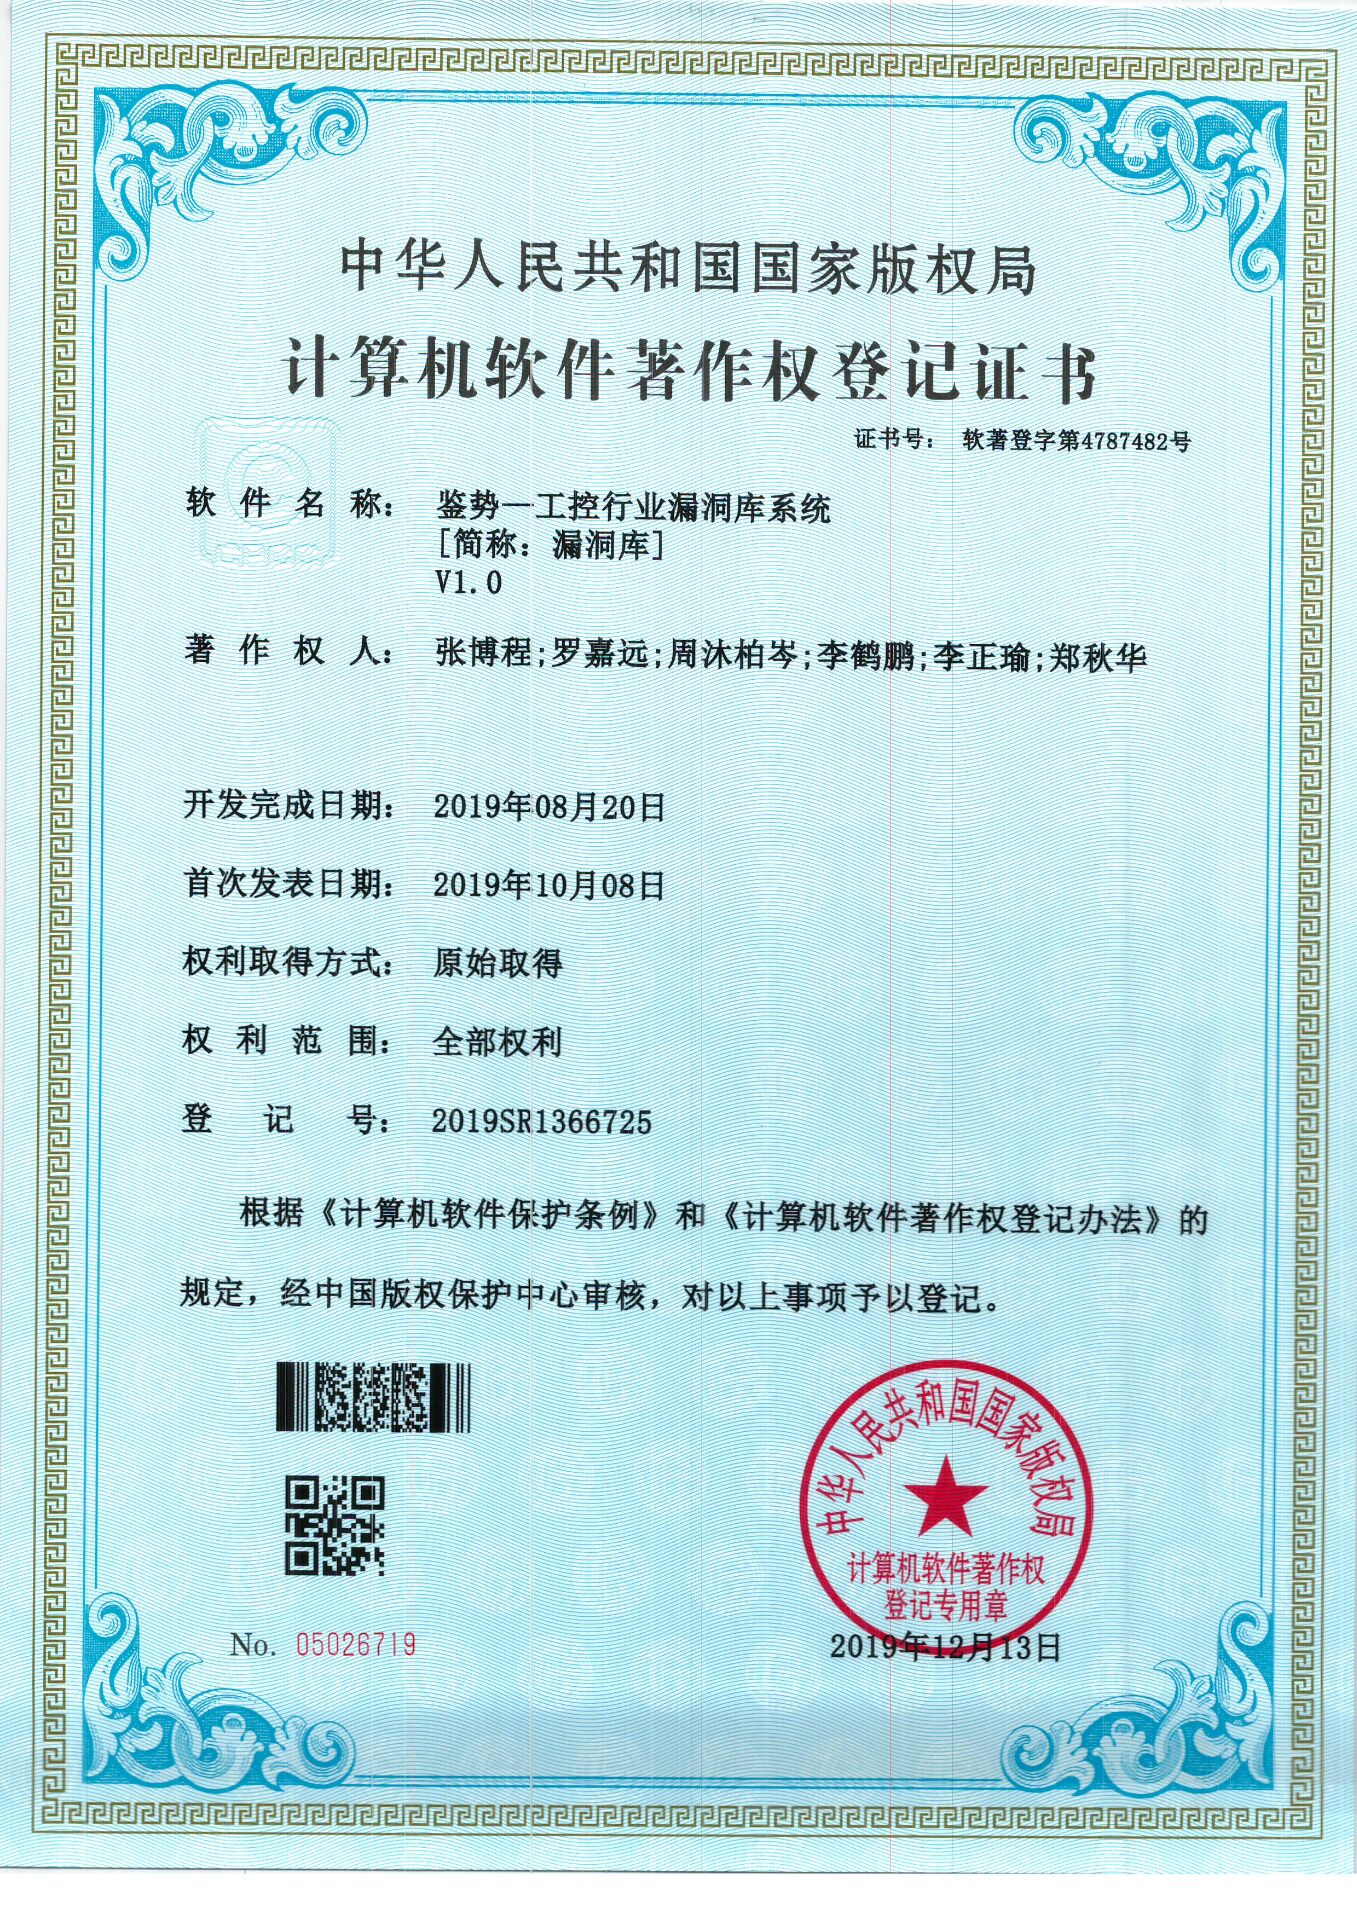 中华人民共和国国家版权局
计算机软件著作权登记证书
证书号： 软著登字第4787482号
软件名称： 鉴势一工控行业漏洞库系统
[简称：漏洞库]
V1.0
著作权人： 张博程;罗嘉远;周沐柏岑;李鹤鹏;李正瑜;郑秋华
开发完成日期： 2019年08月20日
首次发表日期： 2019年10月08日
权利取得方式： 原始取得
权利范围： 全部权利
登记号： 2019SR1366725
根据《计算机软件保护条例》和《计算机软件著作权登记办法》的
规定，经中国版权保护中心审核，对以上事项予以登记。
中华人民共和国国家版权局
计算机软件著作权
登记专用章
No. 05026719
2019年12月13日